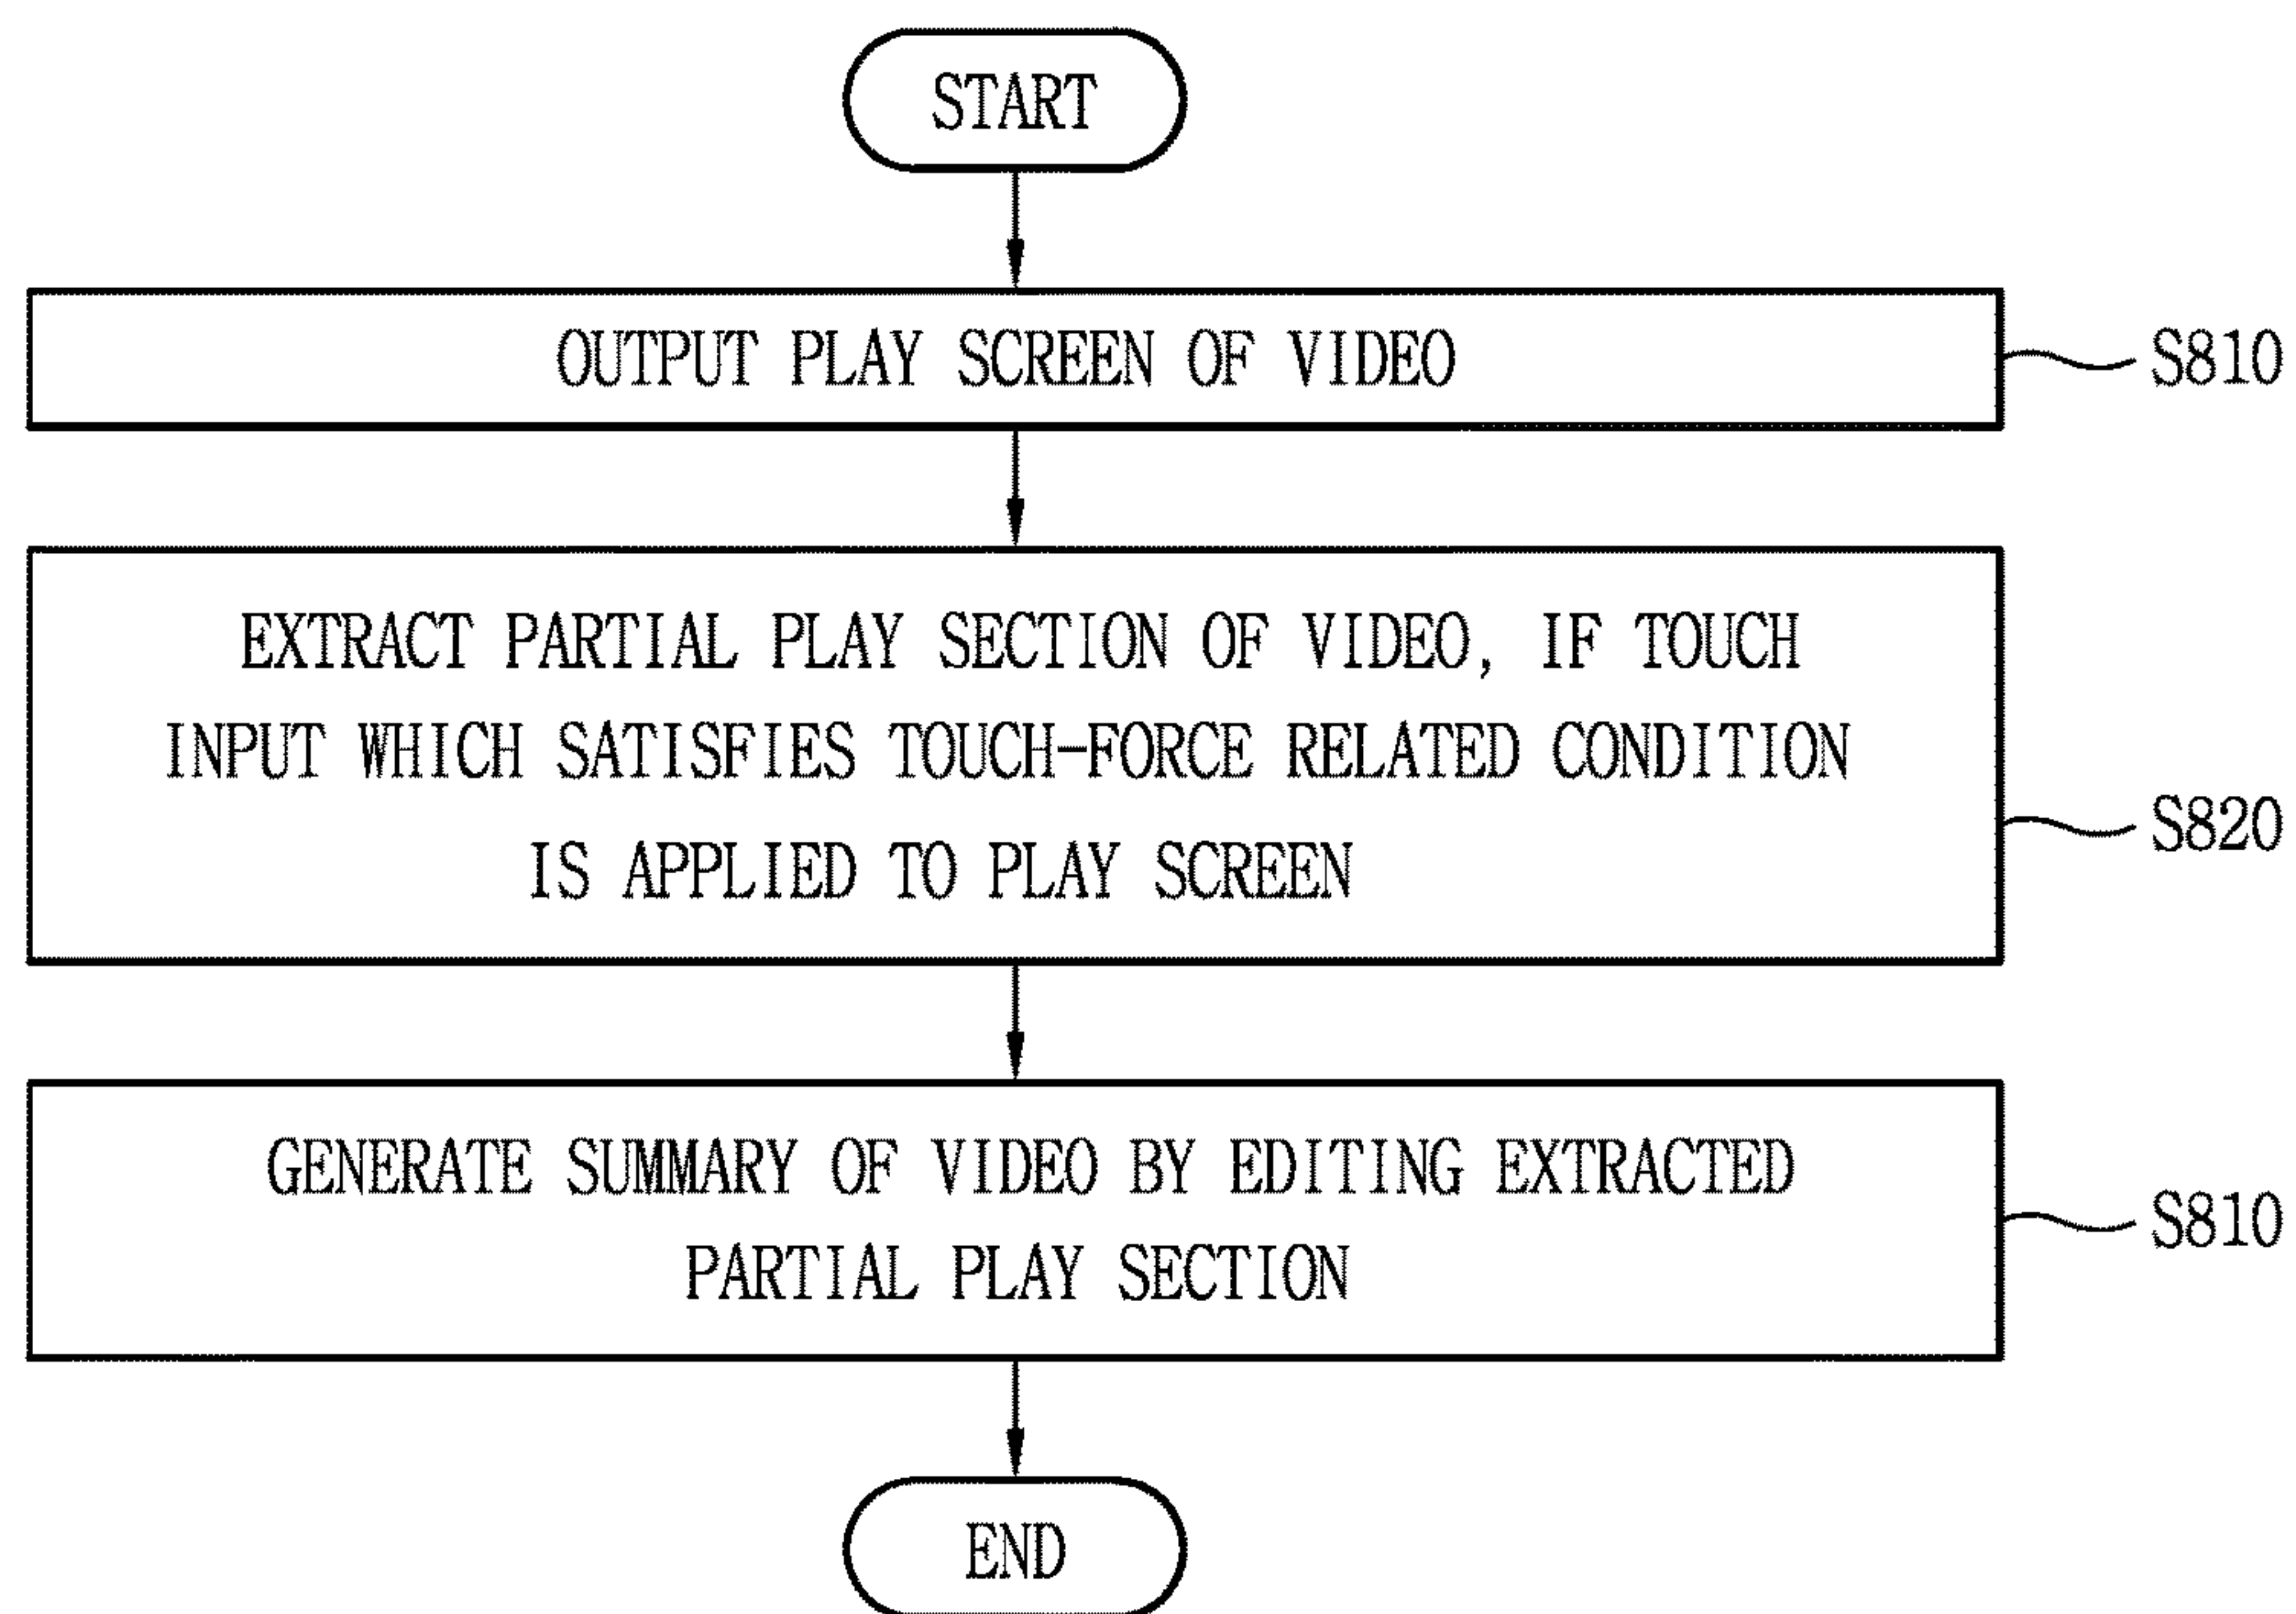 START
OUTPUT PLAY SCREEN OF VIDEO
S810
EXTRACT PARTIAL PLAY SECTION OF VIDEO, IF TOUCH
INPUT WHICH SATISFIES TOUCH-FORCE RELATED CONDITION
IS APPLIED TO PLAY SCREEN
S820
GENERATE SUMMARY OF VIDEO BY EDITING EXTRACTED
PARTIAL PLAY SECTION
S810
END